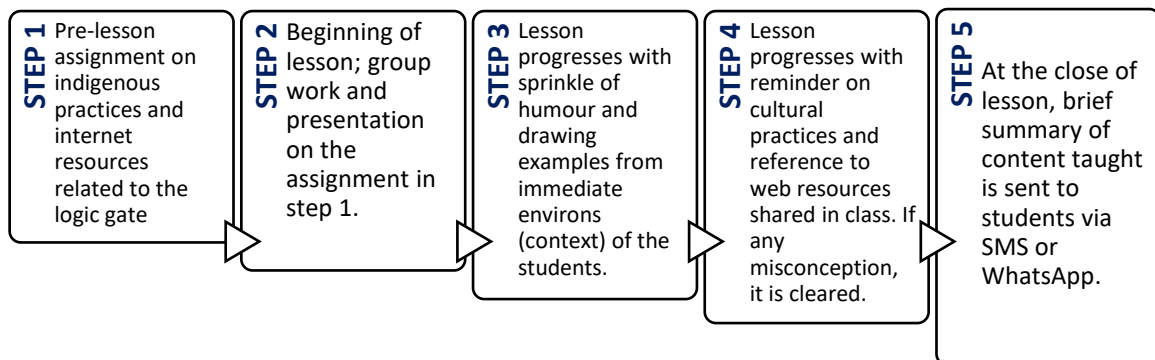 STEP 1
Pre-lesson
assignment on
indigenous
practices and
internet
resources
related to the
logic gate
STEP 2
Beginning of
lesson; group
work and
presentation
on the
assignment in
step 1.
STEP 3
Lesson
progresses with
sprinkle of
humour and
drawing
examples from
immediate
environs
(context) of the
students.
STEP 4
Lesson
progresses with
reminder on
cultural
practices and
reference to
web resources
shared in class. If
any
misconception,
it is cleared.
STEP 5
At the close of
lesson, brief
summary of
content taught
is sent to
students via
SMS or
WhatsApp.